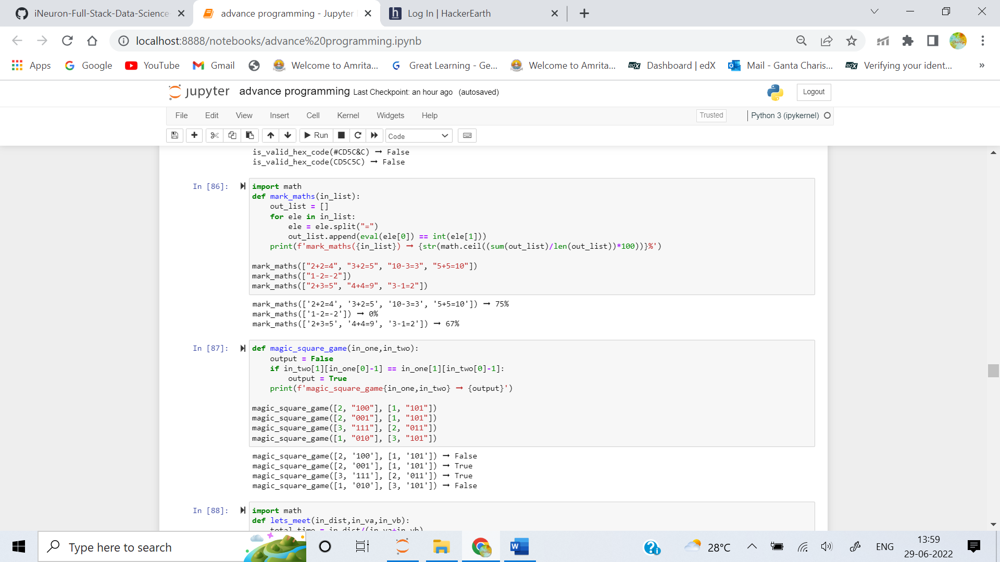 iNeuron-Full-Stack-Data-Science
advance programming - Jupyter
Log In | HackerEarth
localhost:8888/notebooks/advance%20programming.ipynb
Apps
Google
YouTube
Gmail
Welcome to Amrita...
Great Learning - Ge...
Welcome to Amrita...
Dashboard | edX
Mail - Ganta Charis...
Verifying your ident...
»
jupyter advance programming Last Checkpoint: an hour ago (autosaved)
Logout
File Edit View Insert Cell Kernel Widgets Help
Trusted
Python 3 (ipykernel)
Run
Code
is_valid_hex_code(#CD5C&C) → False
is_valid_hex_code(CD5C5C) → False
In [86]:
import math
def mark_maths(in_list):
    out_list = []
    for ele in in_list:
        ele = ele.split("=")
        out_list.append(eval(ele[0]) == int(ele[1]))
    print(f'mark_maths({in_list}) → {str(math.ceil((sum(out_list)/len(out_list))*100))}%')
mark_maths(["2+2=4", "3+2=5", "10-3=3", "5+5=10"])
mark_maths(["1-2=-2"])
mark_maths(["2+3=5", "4+4=9", "3-1=2"])
mark_maths(['2+2=4', '3+2=5', '10-3=3', '5+5=10']) → 75%
mark_maths(['1-2=-2']) → 0%
mark_maths(['2+3=5', '4+4=9', '3-1=2']) → 67%
In [87]:
def magic_square_game(in_one,in_two):
    output = False
    if in_two[1][in_one[0]-1] == in_one[1][in_two[0]-1]:
        output = True
    print(f'magic_square_game{in_one,in_two} → {output}')
magic_square_game([2, "100"], [1, "101"])
magic_square_game([2, "001"], [1, "101"])
magic_square_game([3, "111"], [2, "011"])
magic_square_game([1, "010"], [3, "101"])
magic_square_game([2, '100'], [1, '101']) → False
magic_square_game([2, '001'], [1, '101']) → True
magic_square_game([3, '111'], [2, '011']) → True
magic_square_game([1, '010'], [3, '101']) → False
In [88]:
import math
def lets_meet(in_dist,in_va,in_vb):
    total_time = in_dist/(in_va+in_vb)
Type here to search
28°C
ENG
13:59
29-06-2022